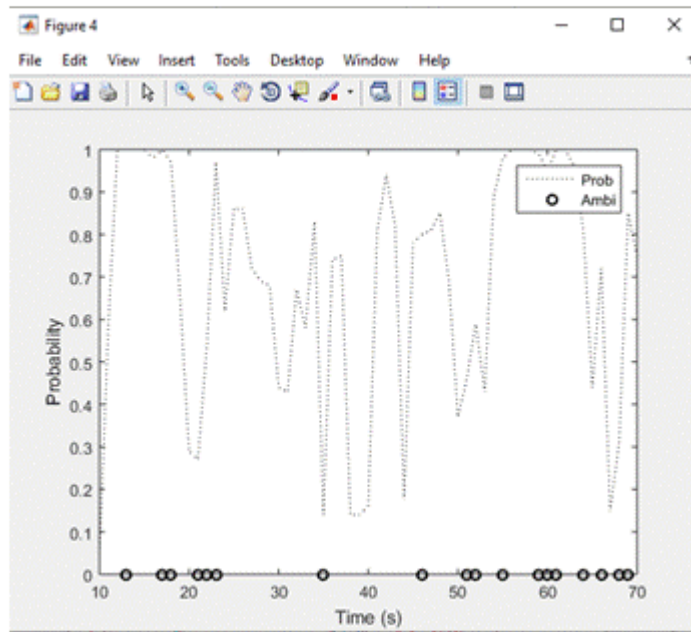 Figure 4
File Edit View Insert Tools Desktop Window Help
1
0.9
0.8
0.7
0.6
0.5
0.4
0.3
0.2
0.1
0
Probability
Prob
Ambi
10 20 30 40 50 60 70
Time (s)